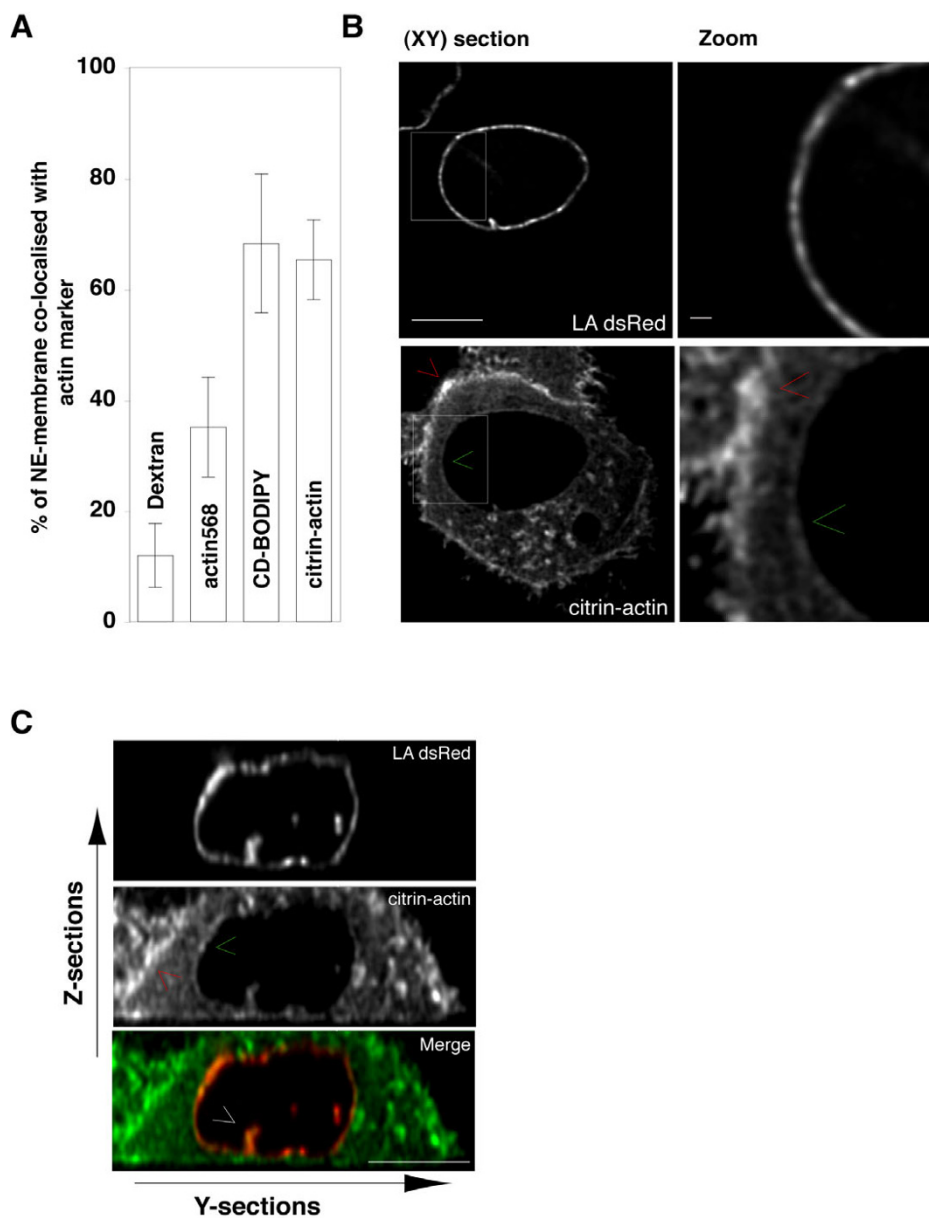 A
% of NE-membrane co-localised with
actin marker
100
80
60
40
20
0
Dextran
actin568
CD-BODIPY
citrin-actin
B
(XY) section
Zoom
LA dsRed
citrin-actin
C
LA dsRed
citrin-actin
Merge
Z-sections
Y-sections